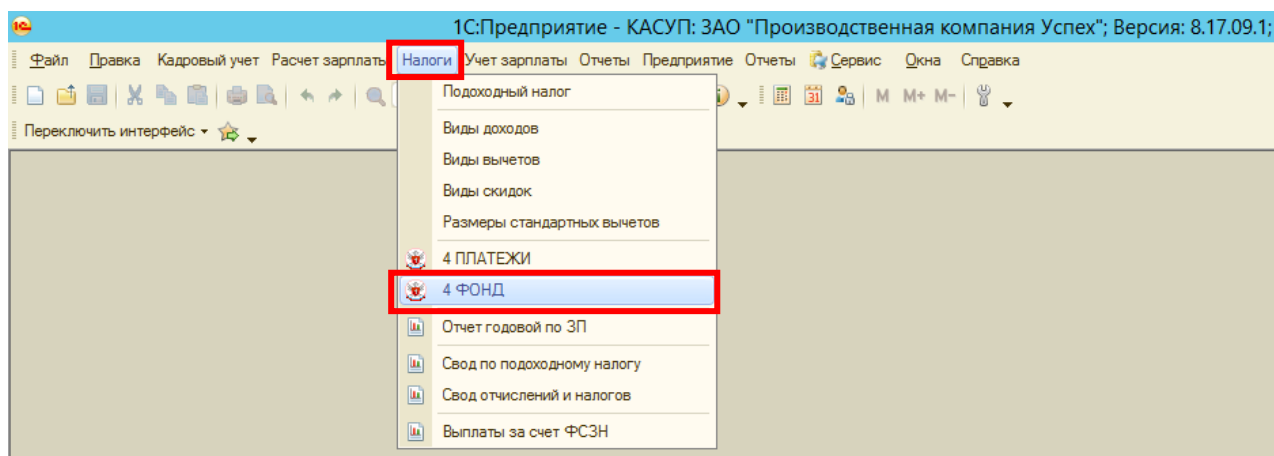 1С:Предприятие - КАСУП: ЗАО "Производственная компания Успех"; Версия: 8.17.09.1;
Файл Правка Кадровый учет Расчет зарплаты Налоги Учет зарплаты Отчеты Предприятие Отчеты Сервис Окна Справка
M M+ M-
Переключить интерфейс
Подоходный налог
Виды доходов
Виды вычетов
Виды скидок
Размеры стандартных вычетов
4 ПЛАТЕЖИ
4 ФОНД
Отчет годовой по ЗП
Свод по подоходному налогу
Свод отчислений и налогов
Выплаты за счет ФСЗН